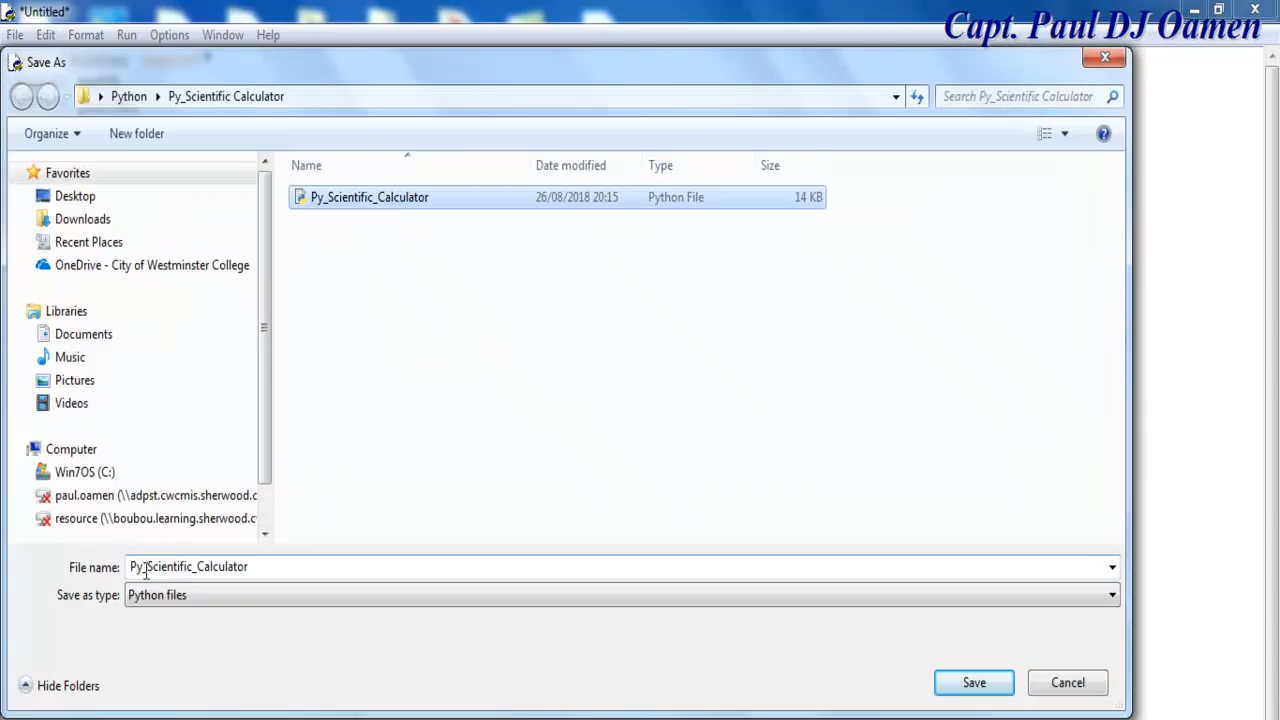 *Untitled*
Capt. Paul DJ Oamen
File Edit Format Run Options Window Help
Save As
Python Py_Scientific Calculator Search Py_Scientific Calculator
Organize New folder
Name Date modified Type Size
Favorites
Py_Scientific_Calculator 26/08/2018 20:15 Python File 14 KB
Desktop
Downloads
Recent Places
OneDrive - City of Westminster College
Libraries
Documents
Music
Pictures
Videos
Computer
Win7OS (C:)
paul.oamen (\\adpst.cwcmis.sherwood.c
resource (\\boubou.learning.sherwood.c
File name: Py_Scientific_Calculator
Save as type: Python files
Hide Folders Save Cancel